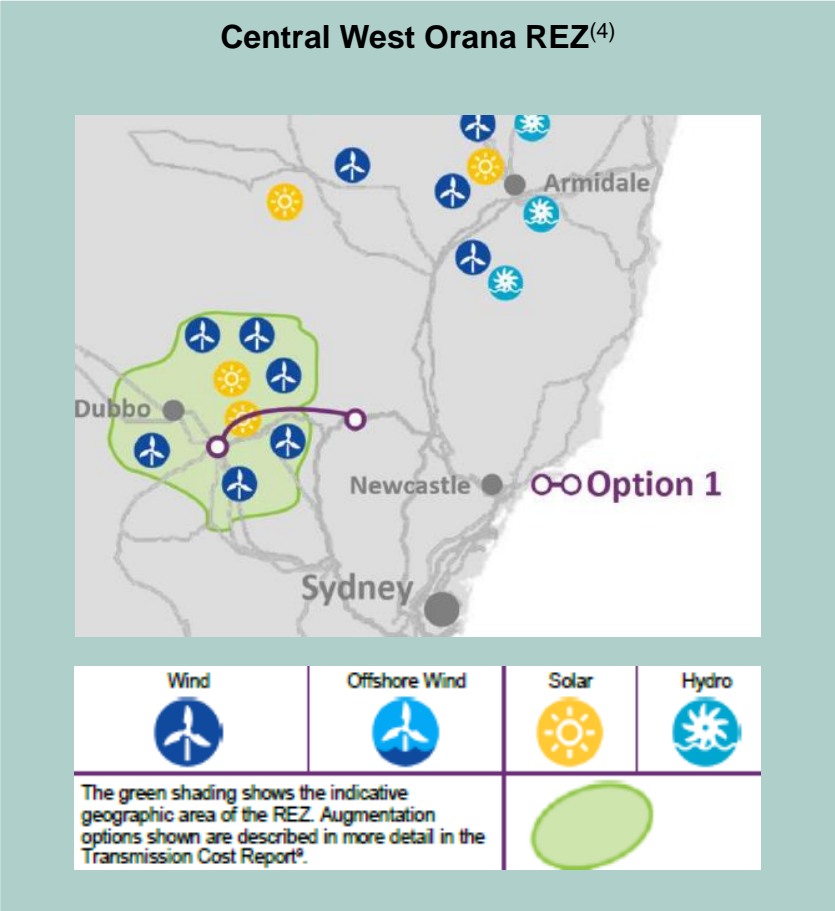 Central West Orana REZ(4)
Armidale
Dubbo
Newcastle
Option 1
Sydney
Wind
Offshore Wind
Solar
Hydro
The green shading shows the indicative
geographic area of the REZ. Augmentation
options shown are described in more detail in the
Transmission Cost Report⁹.